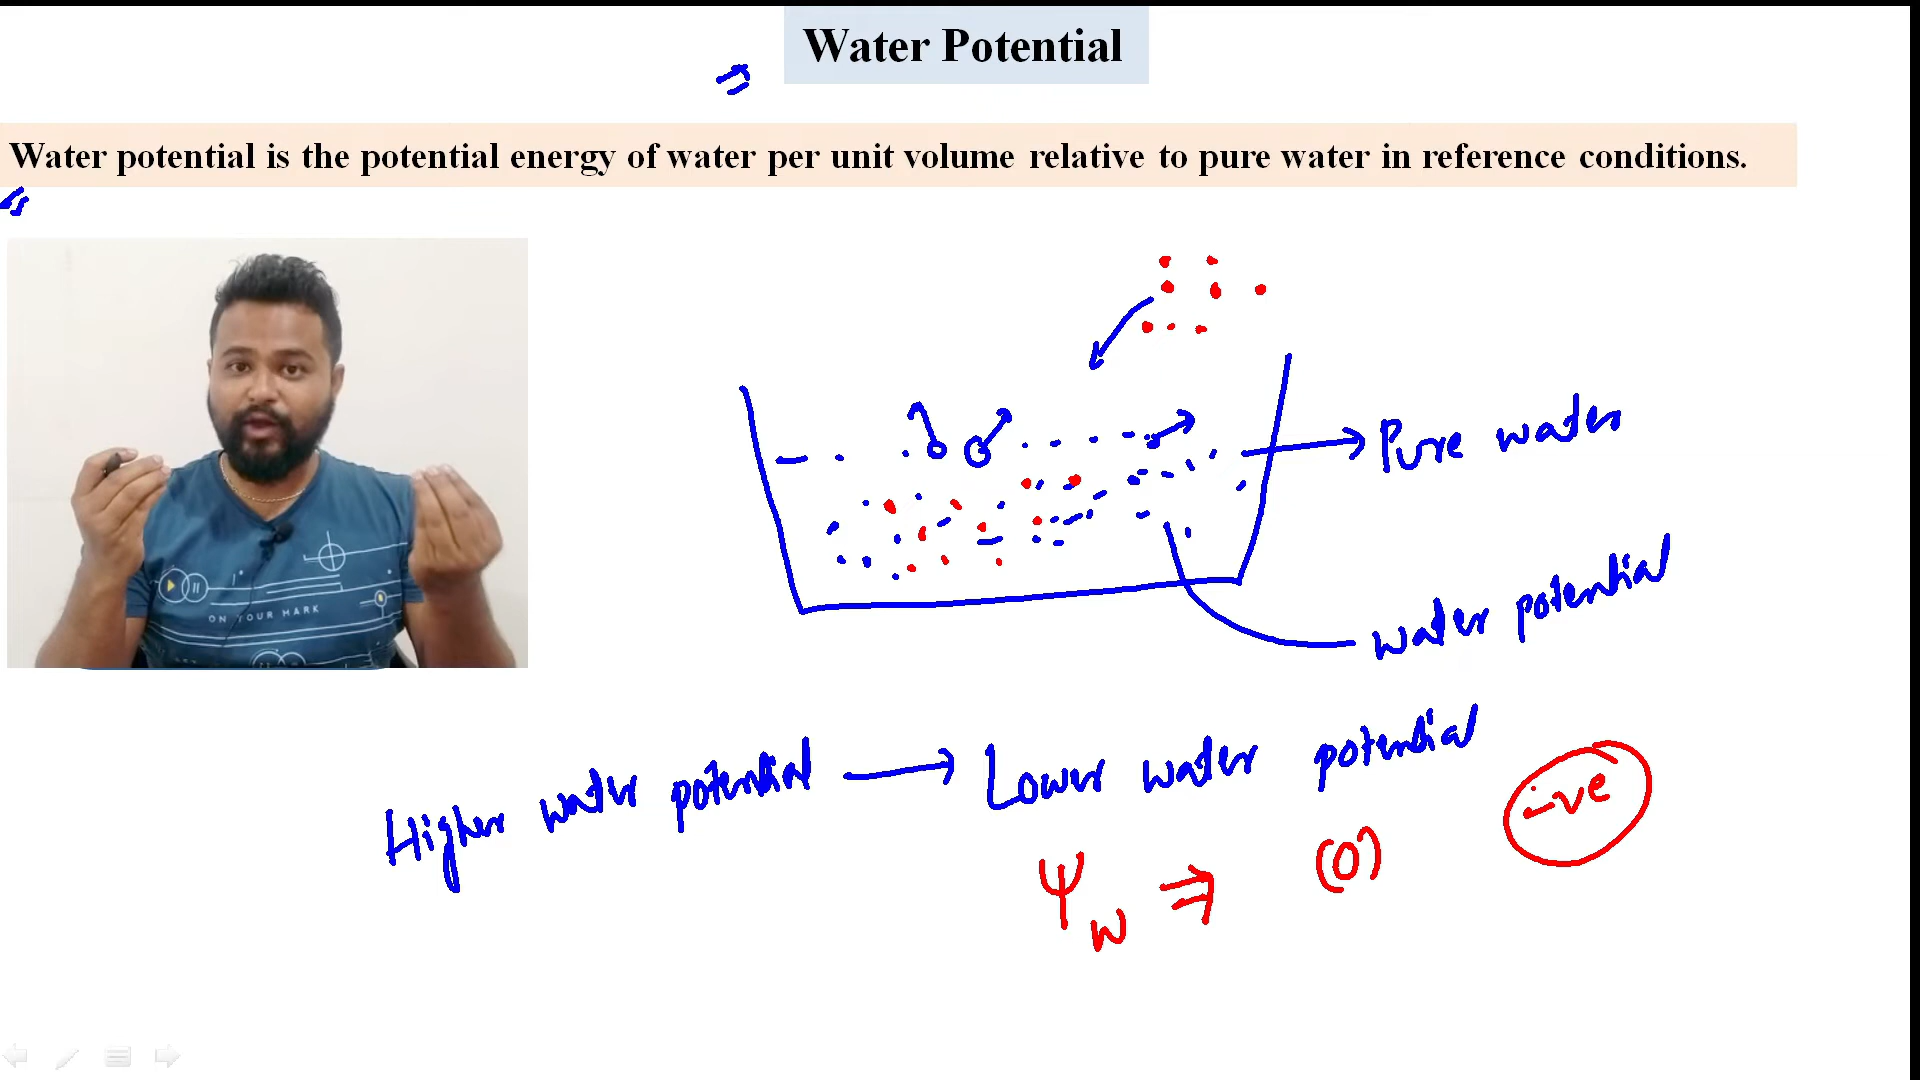 Water Potential
Water potential is the potential energy of water per unit volume relative to pure water in reference conditions.
Pure water
ON YOUR MARK
water potential
Higher water potential → Lower water potential
-ve
Ψw ⇒ (0)